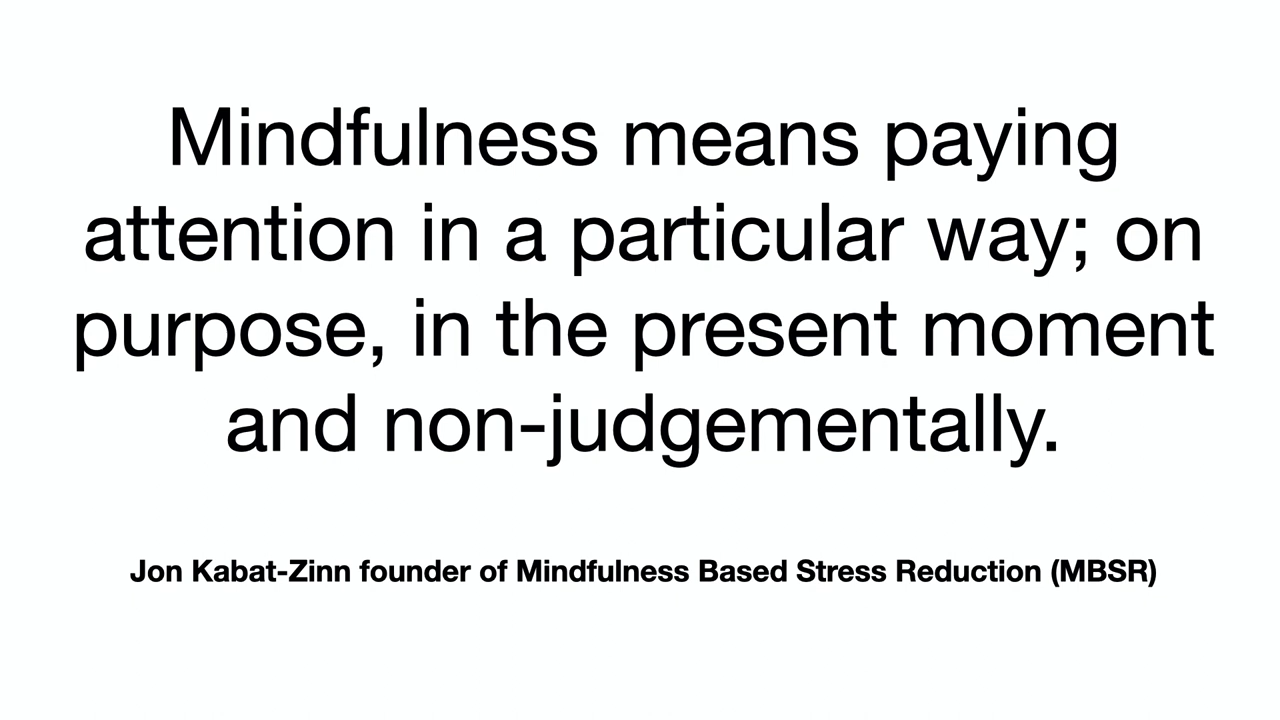 Mindfulness means paying
attention in a particular way; on
purpose, in the present moment
and non-judgementally.
Jon Kabat-Zinn founder of Mindfulness Based Stress Reduction (MBSR)